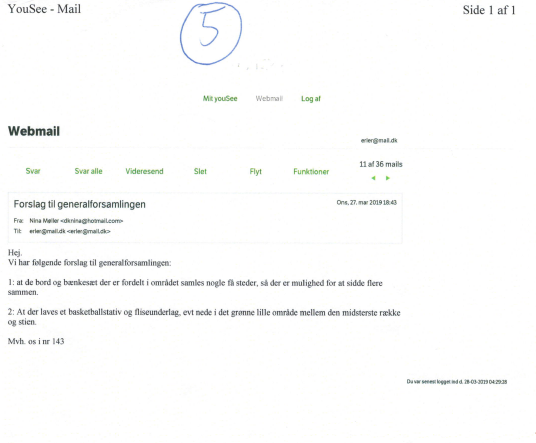 YouSee - Mail
Side 1 af 1
5
Mit youSee Webmail Log af
Webmail
erler@mail.dk
11 af 36 mails
Svar Svar alle Videresend Slet Flyt Funktioner
Forslag til generalforsamlingen
Ons, 27. mar 2019 18:43
Fra: Nina Møller <dknina@hotmail.com>
Til: erler@mail.dk <erler@mail.dk>
Hej.
Vi har følgende forslag til generalforsamlingen:
1: at de bord og bænkesæt der er fordelt i området samles nogle få steder, så der er mulighed for at sidde flere
sammen.
2: At der laves et basketballstativ og fliseunderlag, evt nede i det grønne lille område mellem den midsterste række
og stien.
Mvh. os i nr 143
Du var senest logget ind d. 28-03-2019 04:29:28